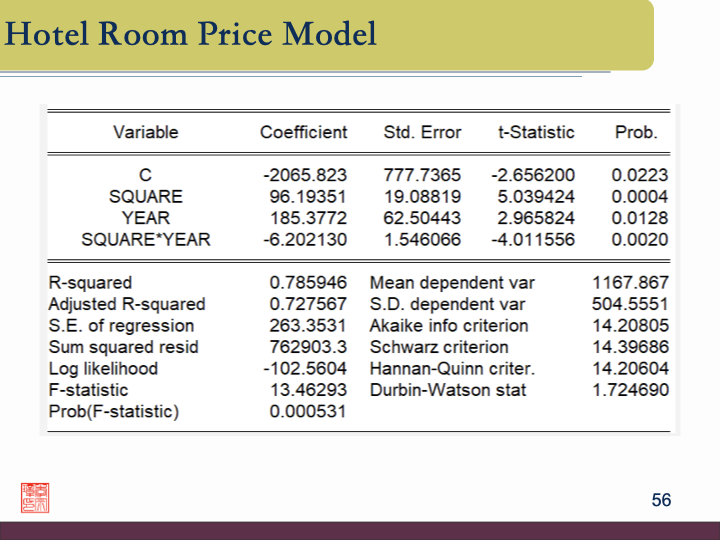 Hotel Room Price Model
Variable Coefficient Std. Error t-Statistic Prob.
C -2065.823 777.7365 -2.656200 0.0223
SQUARE 96.19351 19.08819 5.039424 0.0004
YEAR 185.3772 62.50443 2.965824 0.0128
SQUARE*YEAR -6.202130 1.546066 -4.011556 0.0020
R-squared 0.785946 Mean dependent var 1167.867
Adjusted R-squared 0.727567 S.D. dependent var 504.5551
S.E. of regression 263.3531 Akaike info criterion 14.20805
Sum squared resid 762903.3 Schwarz criterion 14.39686
Log likelihood -102.5604 Hannan-Quinn criter. 14.20604
F-statistic 13.46293 Durbin-Watson stat 1.724690
Prob(F-statistic) 0.000531
56